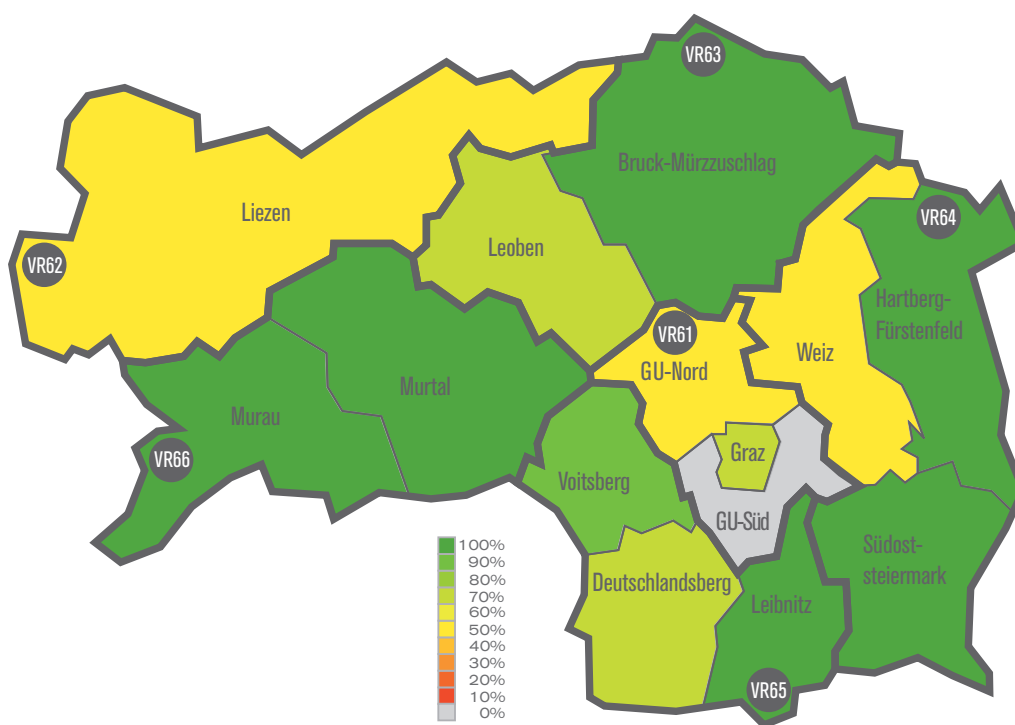 VR63
Bruck-Mürzzuschlag
Liezen
VR64
Leoben
VR62
Hartberg-
Fürstenfeld
VR61
Weiz
GU-Nord
Murtal
Murau
Graz
VR66
Voitsberg
GU-Süd
Südost-
steiermark
Deutschlandsberg
Leibnitz
VR65
100%
90%
80%
70%
60%
50%
40%
30%
20%
10%
0%